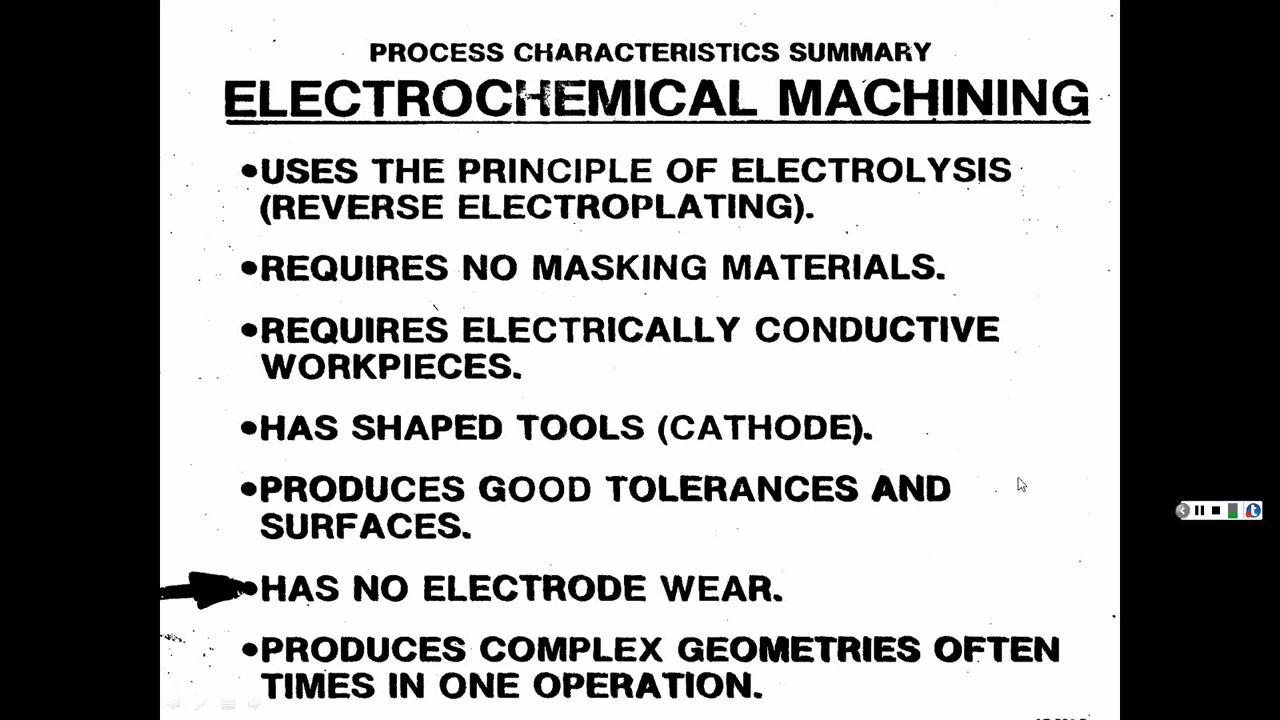 PROCESS CHARACTERISTICS SUMMARY
ELECTROCHEMICAL MACHINING
•USES THE PRINCIPLE OF ELECTROLYSIS
(REVERSE ELECTROPLATING).
•REQUIRES NO MASKING MATERIALS.
•REQUIRES ELECTRICALLY CONDUCTIVE
WORKPIECES.
•HAS SHAPED TOOLS (CATHODE).
•PRODUCES GOOD TOLERANCES AND
SURFACES.
•HAS NO ELECTRODE WEAR.
•PRODUCES COMPLEX GEOMETRIES OFTEN
TIMES IN ONE OPERATION.